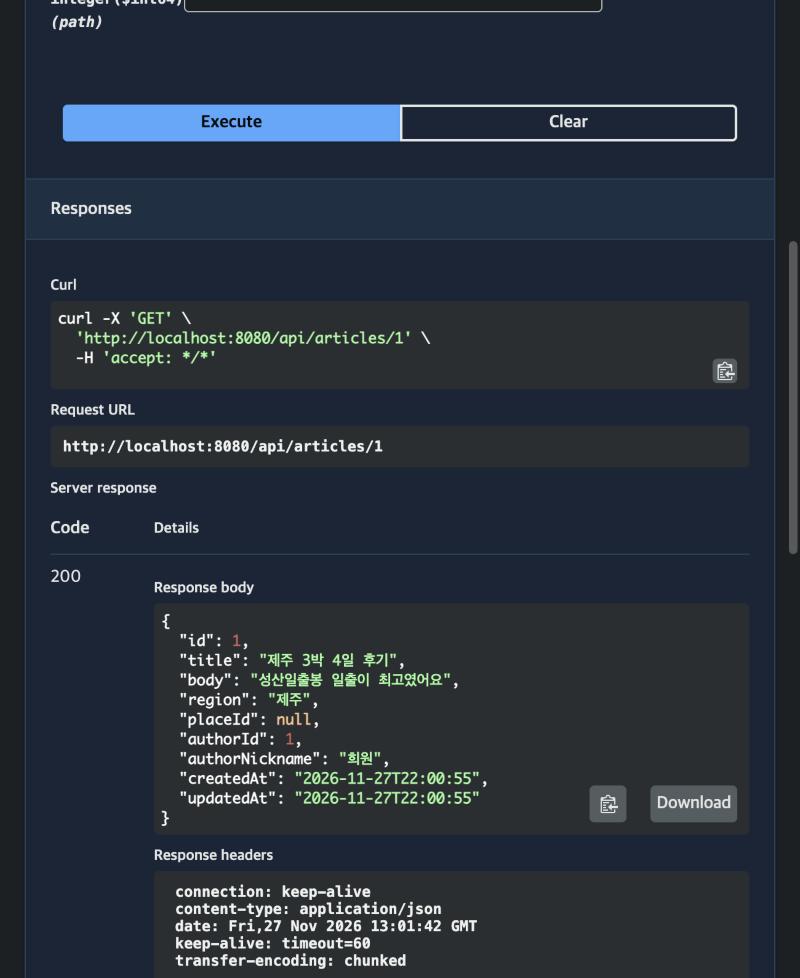 integer($int64)
(path)
Execute
Clear
Responses
Curl
curl -X 'GET' \
  'http://localhost:8080/api/articles/1' \
  -H 'accept: */*'
Request URL
http://localhost:8080/api/articles/1
Server response
Code Details
200
Response body
{
  "id": 1,
  "title": "제주 3박 4일 후기",
  "body": "성산일출봉 일출이 최고였어요",
  "region": "제주",
  "placeId": null,
  "authorId": 1,
  "authorNickname": "희원",
  "createdAt": "2026-11-27T22:00:55",
  "updatedAt": "2026-11-27T22:00:55"
}
Download
Response headers
connection: keep-alive
content-type: application/json
date: Fri,27 Nov 2026 13:01:42 GMT
keep-alive: timeout=60
transfer-encoding: chunked